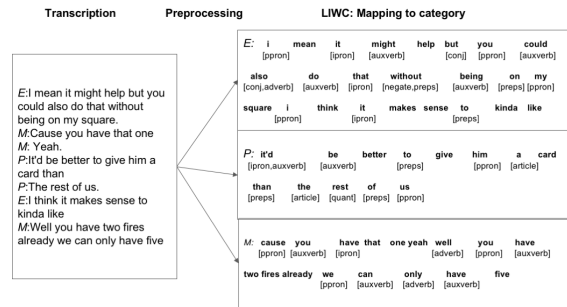 Transcription Preprocessing LIWC: Mapping to category
E:I mean it might help but you
could also do that without
being on my square.
M:Cause you have that one
M: Yeah.
P:It'd be better to give him a
card than
P:The rest of us.
E:I think it makes sense to
kinda like
M:Well you have two fires
already we can only have five
E: i mean it might help but you could
[ppron] [ipron] [auxverb] [conj] [ppron] [auxverb]
also do that without being on my
[conj,adverb] [auxverb] [ipron] [negate,preps] [auxverb] [preps] [ppron]
square i think it makes sense to kinda like
[ppron] [ipron] [preps]
P: it'd be better to give him a card
[ipron,auxverb] [auxverb] [preps] [ppron] [article]
than the rest of us
[preps] [article] [quant] [preps] [ppron]
M: cause you have that one yeah well you have
[ppron] [auxverb] [ipron] [adverb] [ppron] [auxverb]
two fires already we can only have five
[ppron] [auxverb] [adverb] [auxverb]